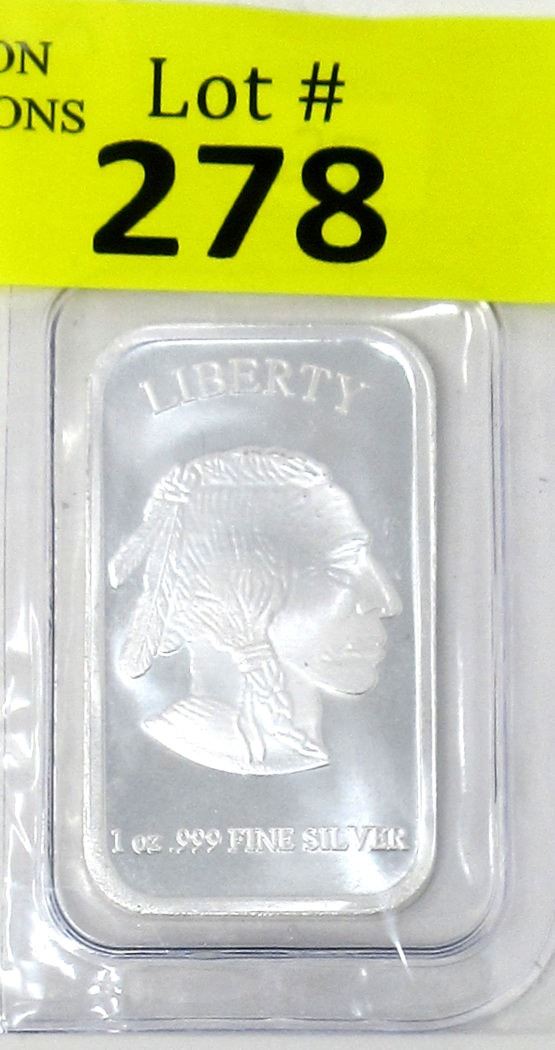 ON
ONS
Lot #
278
LIBERTY
1 oz .999 FINE SILVER